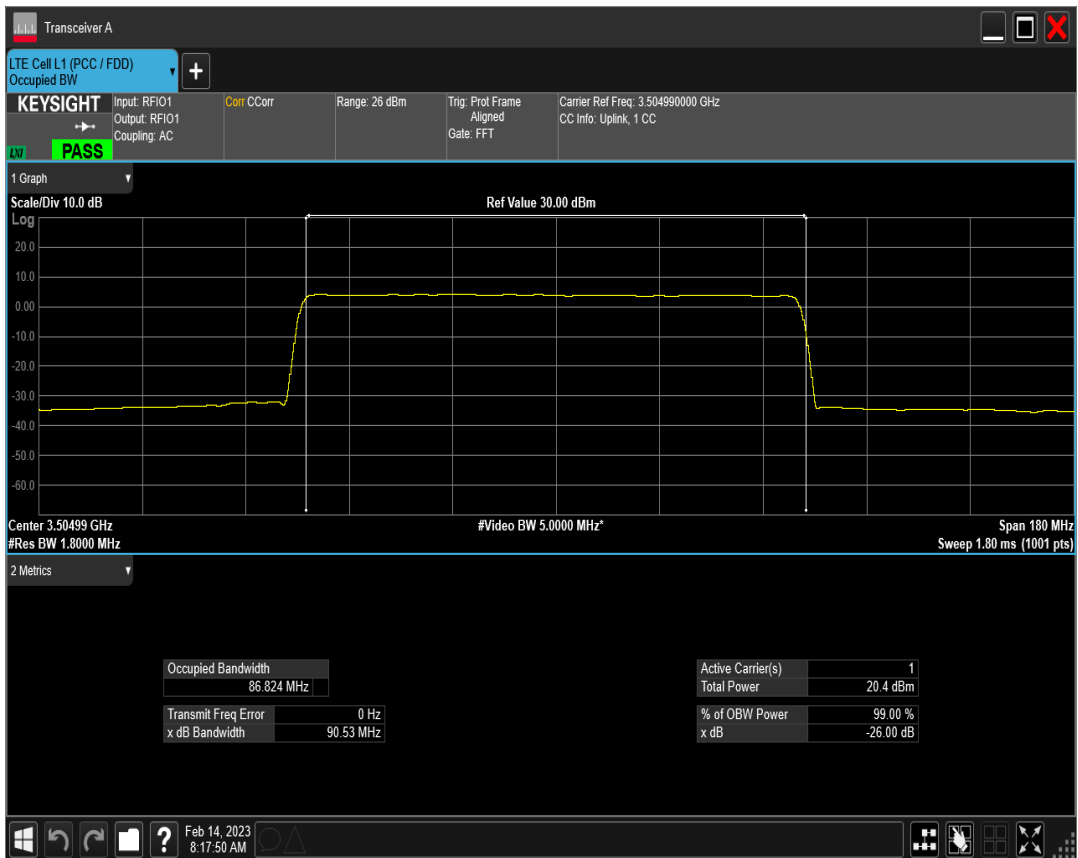 Transceiver A
LTE Cell L1 (PCC / FDD)
Occupied BW
+
KEYSIGHT
LXI
PASS
Input: RFIO1
Output: RFIO1
Coupling: AC
Corr CCorr
Range: 26 dBm
Trig: Prot Frame
Aligned
Gate: FFT
Carrier Ref Freq: 3.504990000 GHz
CC Info: Uplink, 1 CC
1 Graph
Scale/Div 10.0 dB
Ref Value 30.00 dBm
Log
20.0
10.0
0.00
-10.0
-20.0
-30.0
-40.0
-50.0
-60.0
Center 3.50499 GHz
#Video BW 5.0000 MHz*
Span 180 MHz
#Res BW 1.8000 MHz
Sweep 1.80 ms (1001 pts)
2 Metrics
Occupied Bandwidth
86.824 MHz
Transmit Freq Error 0 Hz
x dB Bandwidth 90.53 MHz
Active Carrier(s) 1
Total Power 20.4 dBm
% of OBW Power 99.00 %
x dB -26.00 dB
?
Feb 14, 2023
8:17:50 AM